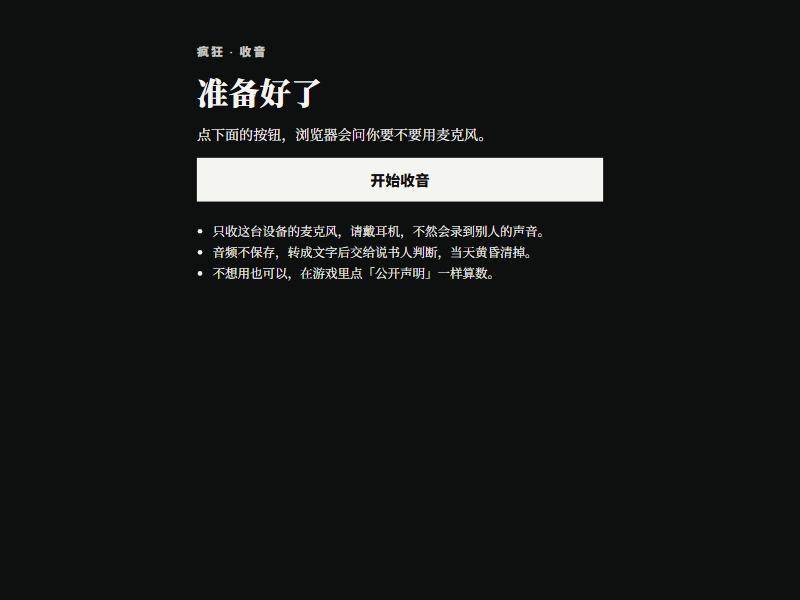 疯狂 · 收音
准备好了
点下面的按钮，浏览器会问你要不要用麦克风。
开始收音
• 只收这台设备的麦克风，请戴耳机，不然会录到别人的声音。
• 音频不保存，转成文字后交给说书人判断，当天黄昏清掉。
• 不想用也可以，在游戏里点「公开声明」一样算数。